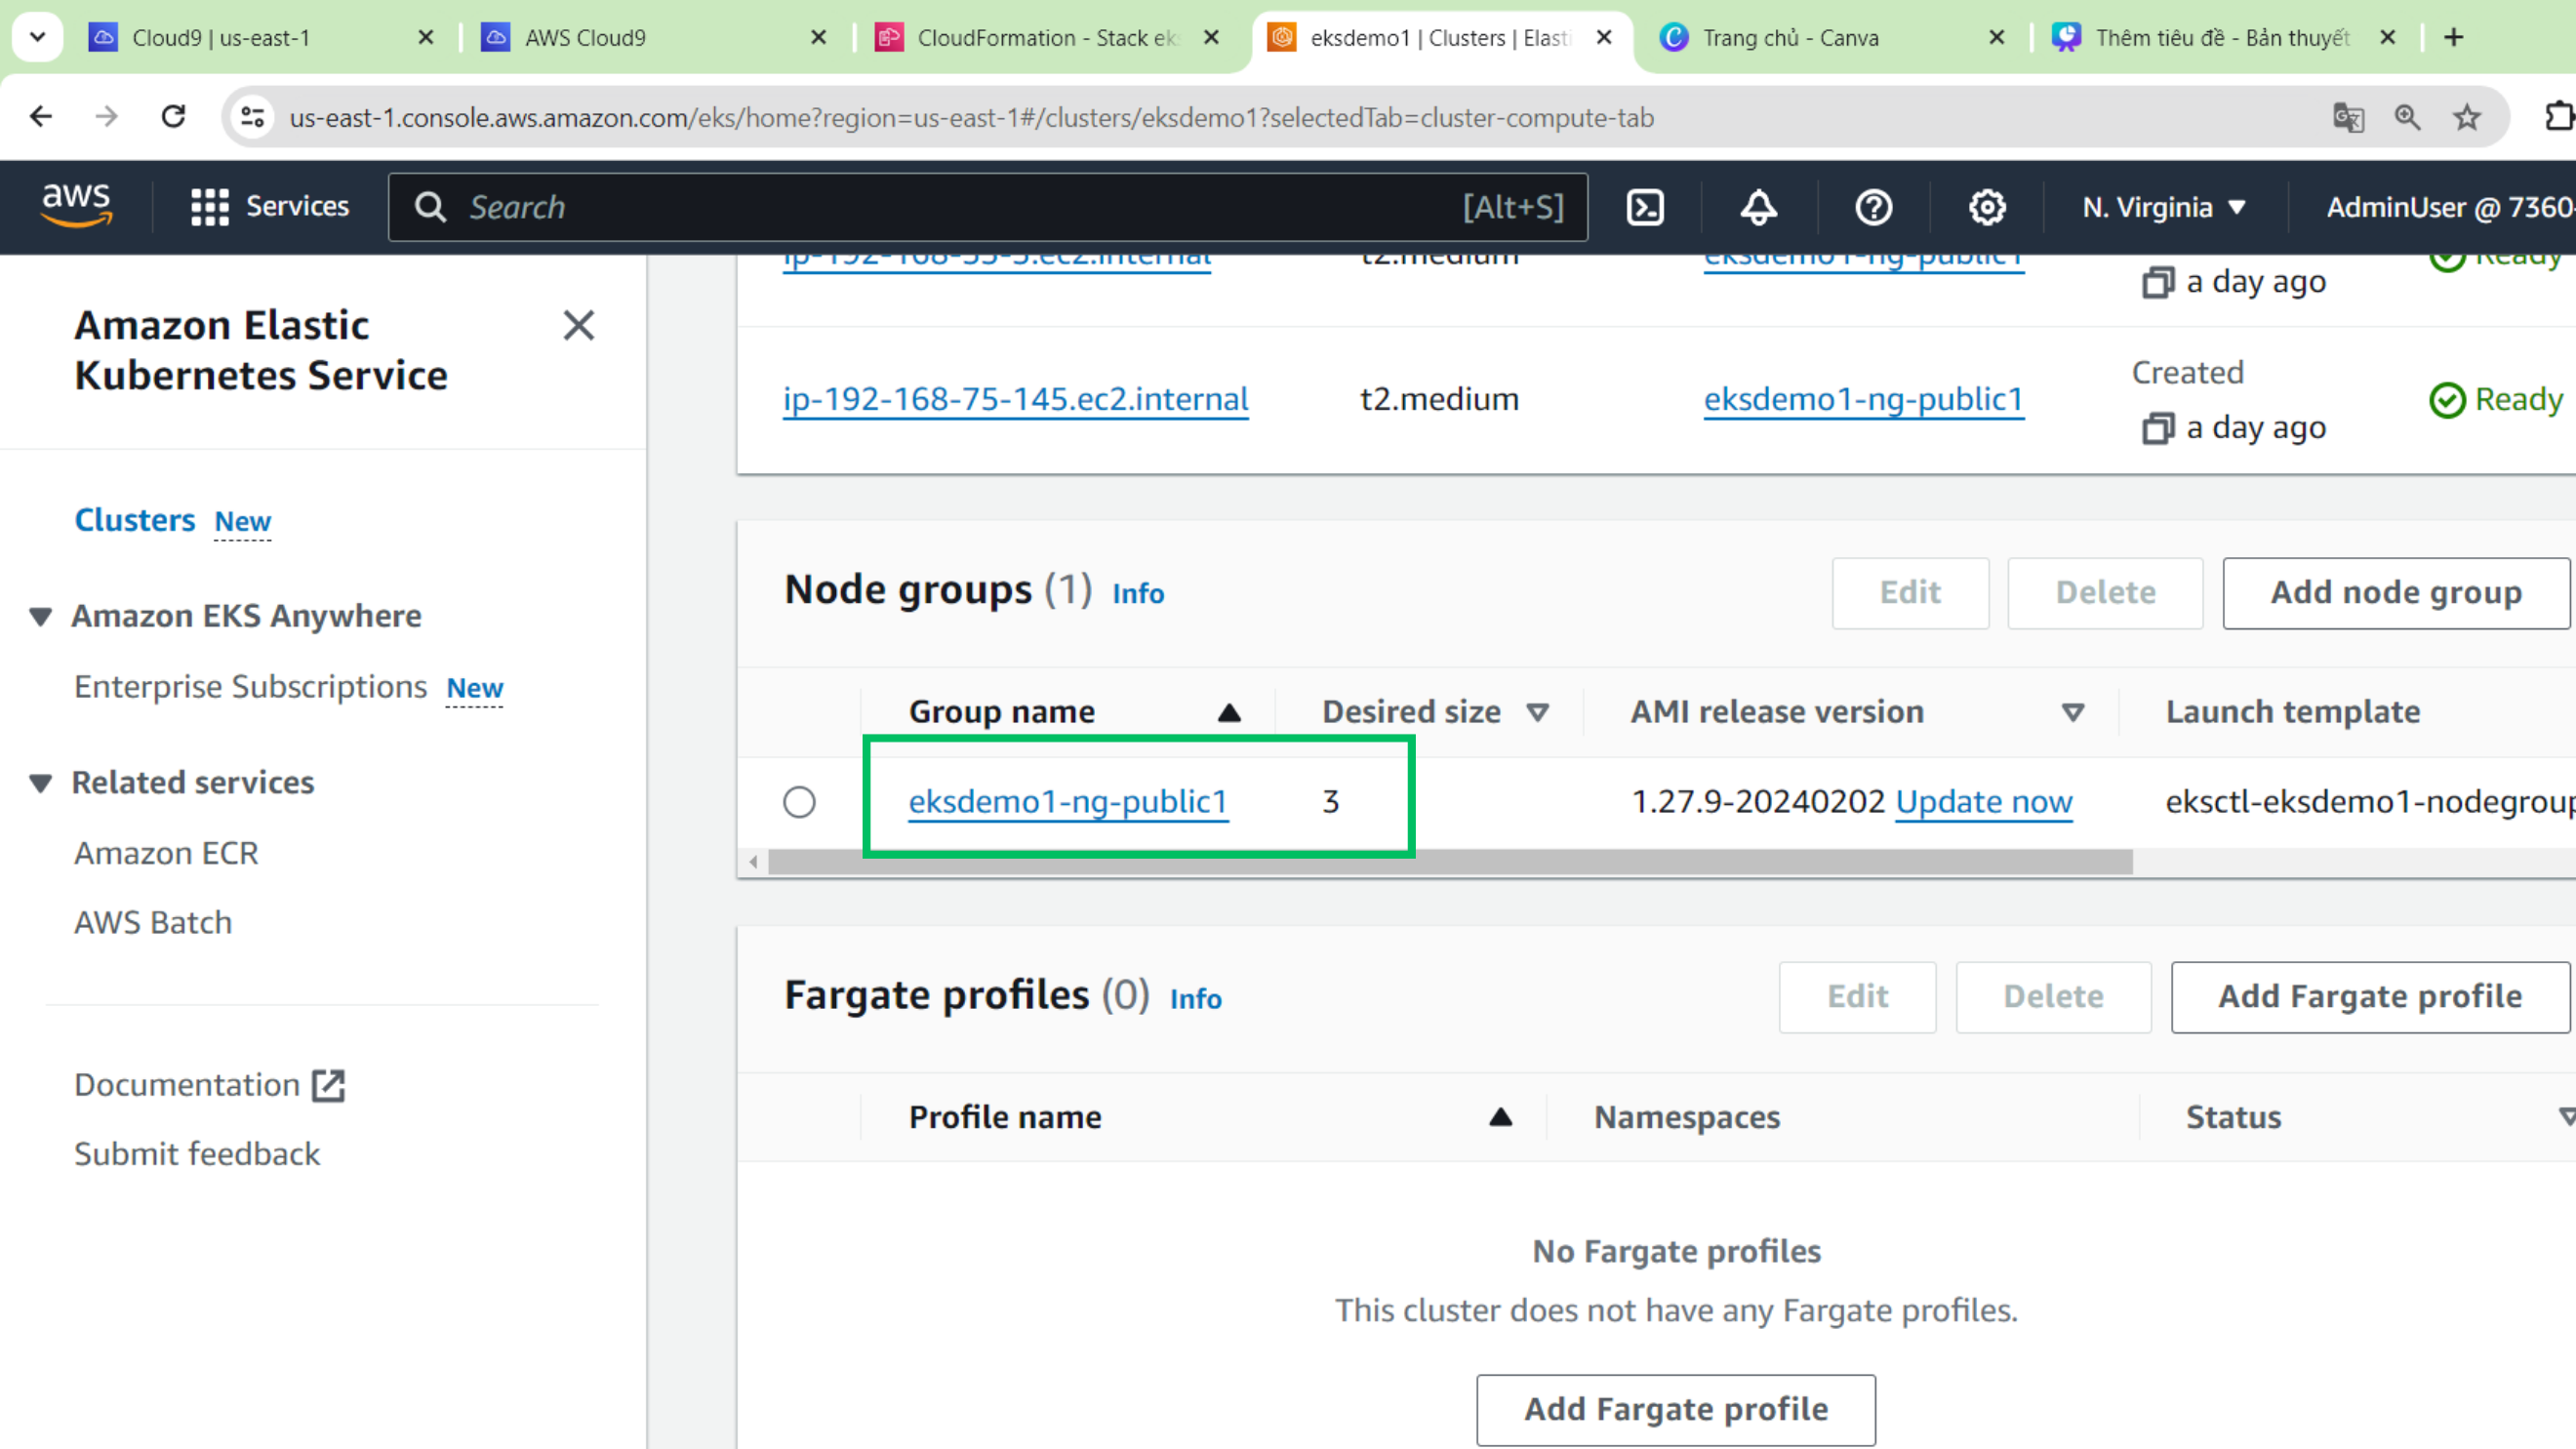 Cloud9 | us-east-1
AWS Cloud9
CloudFormation - Stack eks
eksdemo1 | Clusters | Elasti
Trang chủ - Canva
Thêm tiêu đề - Bản thuyết
us-east-1.console.aws.amazon.com/eks/home?region=us-east-1#/clusters/eksdemo1?selectedTab=cluster-compute-tab
aws
Services
Search
[Alt+S]
N. Virginia
AdminUser @ 7360-
Amazon Elastic
Kubernetes Service
Clusters New
Amazon EKS Anywhere
Enterprise Subscriptions New
Related services
Amazon ECR
AWS Batch
Documentation
Submit feedback
t2.medium eksdemo1-ng-public1 Ready
a day ago
Created
ip-192-168-75-145.ec2.internal t2.medium eksdemo1-ng-public1 Ready
a day ago
Node groups (1) Info
Edit
Delete
Add node group
Group name Desired size AMI release version Launch template
eksdemo1-ng-public1 3 1.27.9-20240202 Update now eksctl-eksdemo1-nodegroup
Fargate profiles (0) Info
Edit
Delete
Add Fargate profile
Profile name Namespaces Status
No Fargate profiles
This cluster does not have any Fargate profiles.
Add Fargate profile